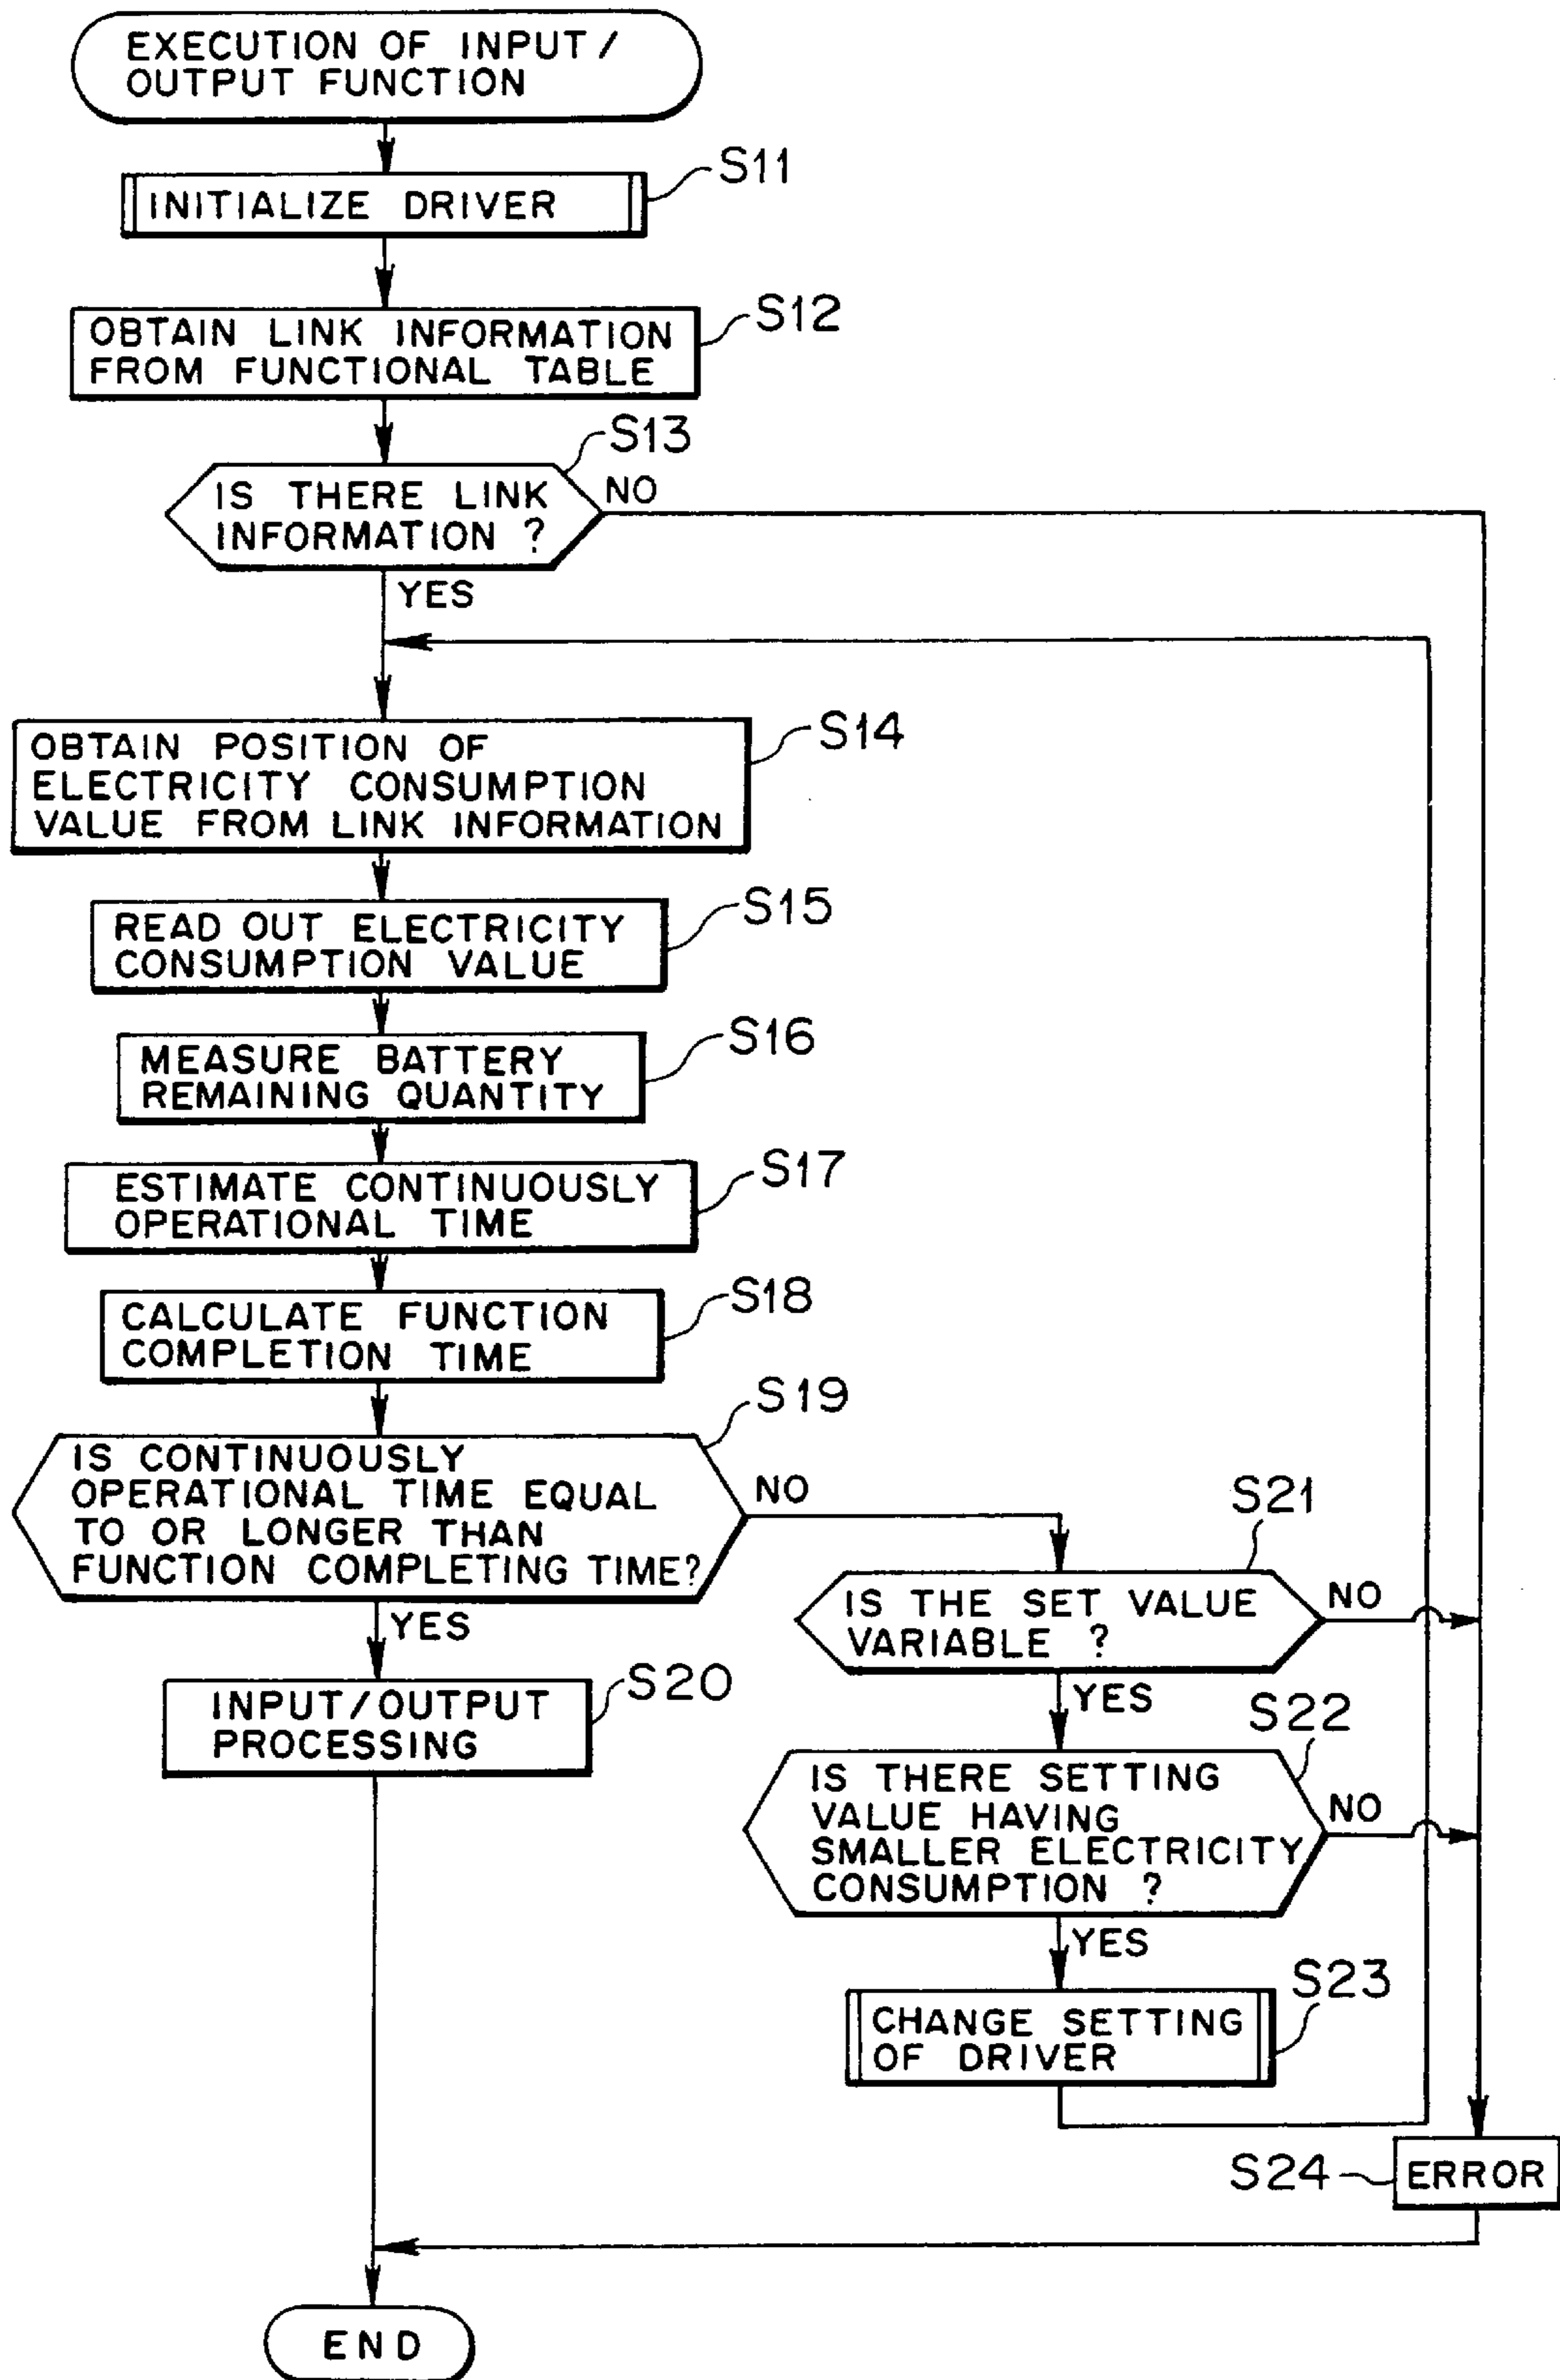 EXECUTION OF INPUT/
OUTPUT FUNCTION
S11
INITIALIZE DRIVER
S12
OBTAIN LINK INFORMATION
FROM FUNCTIONAL TABLE
S13
IS THERE LINK
INFORMATION ?
NO
YES
S14
OBTAIN POSITION OF
ELECTRICITY CONSUMPTION
VALUE FROM LINK INFORMATION
S15
READ OUT ELECTRICITY
CONSUMPTION VALUE
S16
MEASURE BATTERY
REMAINING QUANTITY
S17
ESTIMATE CONTINUOUSLY
OPERATIONAL TIME
S18
CALCULATE FUNCTION
COMPLETION TIME
S19
IS CONTINUOUSLY
OPERATIONAL TIME EQUAL
TO OR LONGER THAN
FUNCTION COMPLETING TIME?
NO
YES
S20
INPUT/OUTPUT
PROCESSING
S21
IS THE SET VALUE
VARIABLE ?
NO
YES
S22
IS THERE SETTING
VALUE HAVING
SMALLER ELECTRICITY
CONSUMPTION ?
NO
YES
S23
CHANGE SETTING
OF DRIVER
S24
ERROR
END